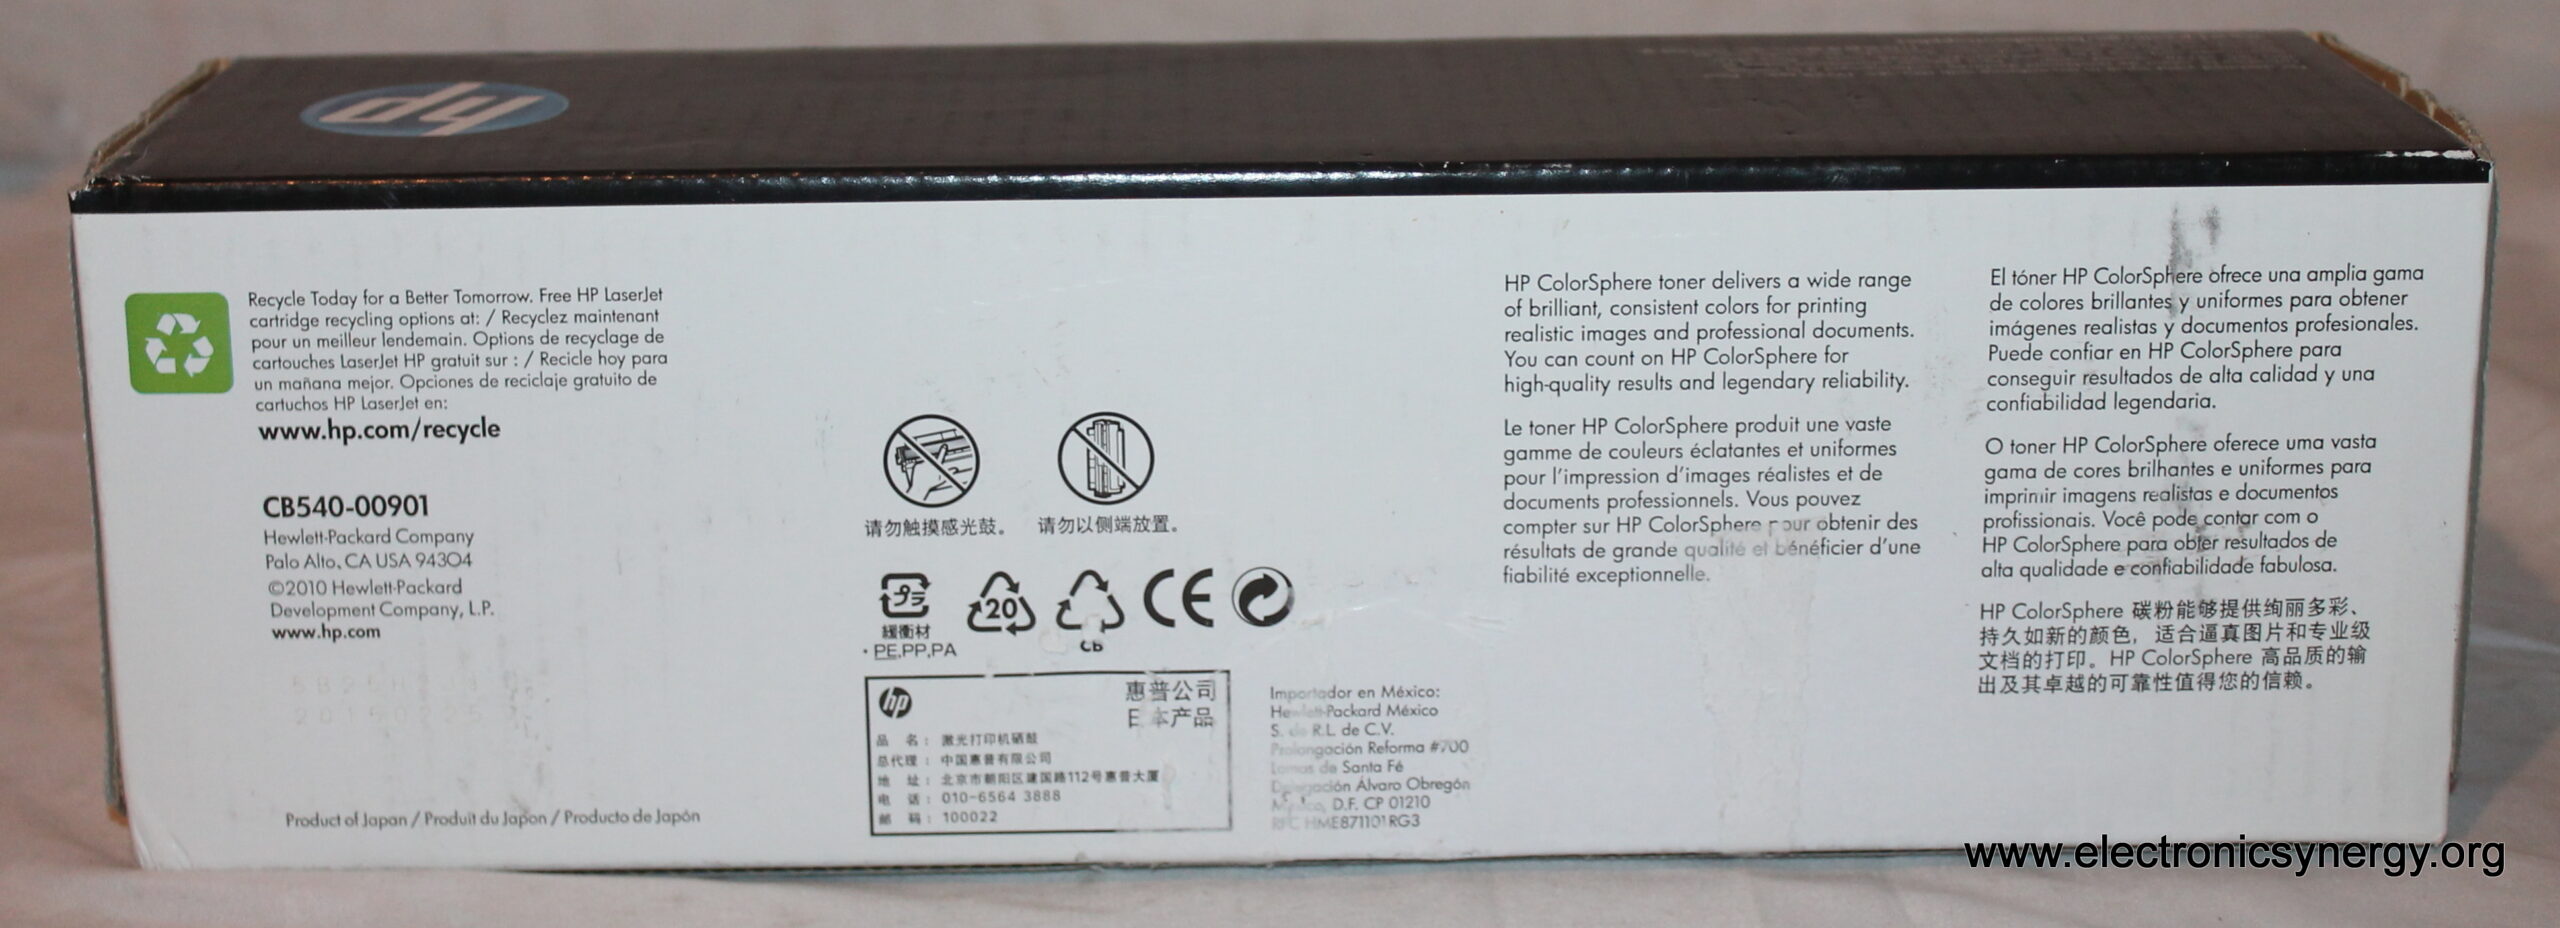 hp
Recycle Today for a Better Tomorrow. Free HP LaserJet
cartridge recycling options at: / Recyclez maintenant
pour un meilleur lendemain. Options de recyclage de
cartouches LaserJet HP gratuit sur : / Recicle hoy para
un mañana mejor. Opciones de reciclaje gratuito de
cartuchos HP LaserJet en:
www.hp.com/recycle
CB540-00901
Hewlett-Packard Company
Palo Alto, CA USA 94304
©2010 Hewlett-Packard
Development Company, L.P.
www.hp.com
Product of Japan / Produit du Japon / Producto de Japón
请勿触摸感光鼓。
请勿以侧端放置。
プラ
緩衝材
・PE,PP,PA
20
CB
CE
hp
惠普公司
日本产品
品 名：激光打印机硒鼓
总代理：中国惠普有限公司
地 址：北京市朝阳区建国路112号惠普大厦
电 话：010-6564 3888
邮 码：100022
Importador en México:
Hewlett-Packard México
S. de R.L. de C.V.
Prolongación Reforma #700
Lomas de Santa Fé
Delegación Álvaro Obregón
México, D.F. CP 01210
RFC HME871101RG3
HP ColorSphere toner delivers a wide range
of brilliant, consistent colors for printing
realistic images and professional documents.
You can count on HP ColorSphere for
high-quality results and legendary reliability.
Le toner HP ColorSphere produit une vaste
gamme de couleurs éclatantes et uniformes
pour l'impression d'images réalistes et de
documents professionnels. Vous pouvez
compter sur HP ColorSphere pour obtenir des
résultats de grande qualité et bénéficier d'une
fiabilité exceptionnelle.
El tóner HP ColorSphere ofrece una amplia gama
de colores brillantes y uniformes para obtener
imágenes realistas y documentos profesionales.
Puede confiar en HP ColorSphere para
conseguir resultados de alta calidad y una
confiabilidad legendaria.
O toner HP ColorSphere oferece uma vasta
gama de cores brilhantes e uniformes para
imprimir imagens realistas e documentos
profissionais. Você pode contar com o
HP ColorSphere para obter resultados de
alta qualidade e confiabilidade fabulosa.
HP ColorSphere 碳粉能够提供绚丽多彩、
持久如新的颜色，适合逼真图片和专业级
文档的打印。HP ColorSphere 高品质的输
出及其卓越的可靠性值得您的信赖。
www.electronicsynergy.org